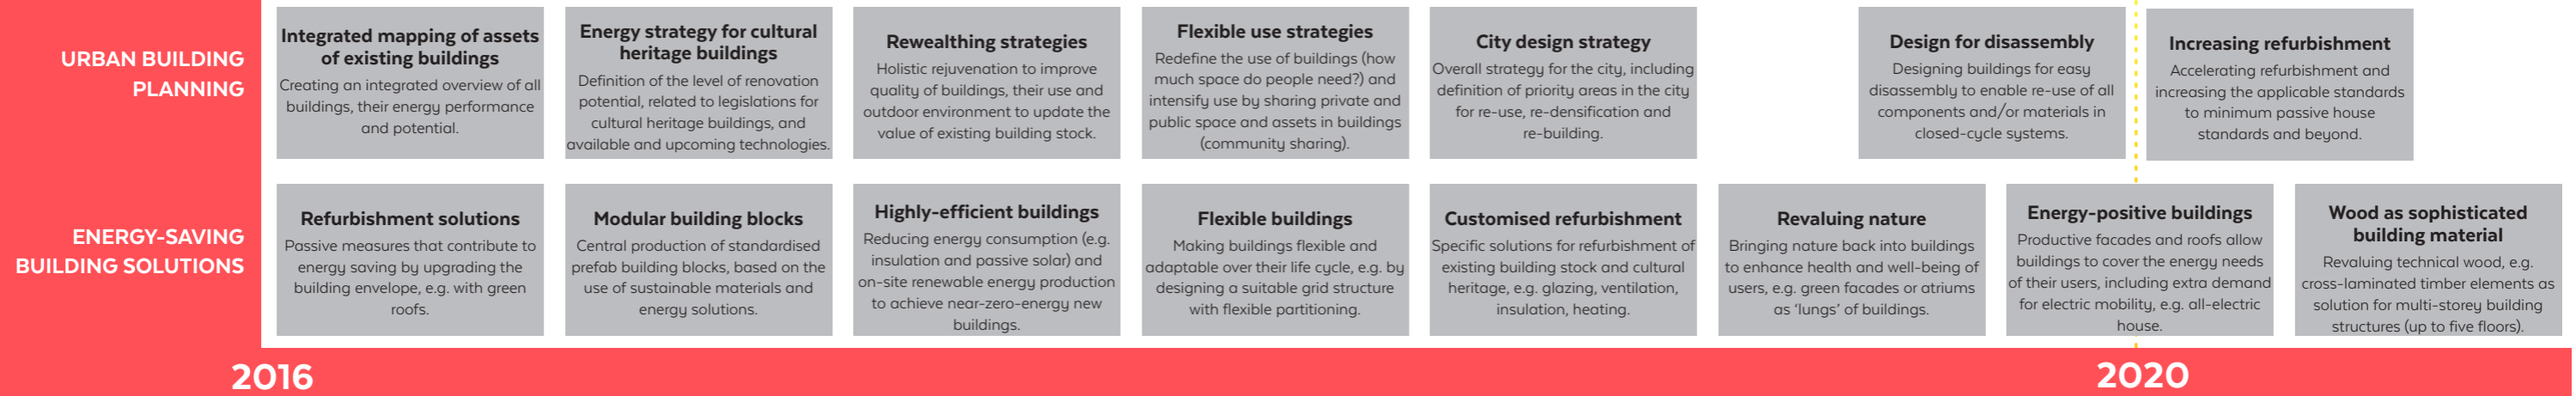 URBAN BUILDING
PLANNING
Integrated mapping of assets
of existing buildings
Creating an integrated overview of all
buildings, their energy performance
and potential.
Energy strategy for cultural
heritage buildings
Definition of the level of renovation
potential, related to legislations for
cultural heritage buildings, and
available and upcoming technologies.
Rewealthing strategies
Holistic rejuvenation to improve
quality of buildings, their use and
outdoor environment to update the
value of existing building stock.
Flexible use strategies
Redefine the use of buildings (how
much space do people need?) and
intensify use by sharing private and
public space and assets in buildings
(community sharing).
City design strategy
Overall strategy for the city, including
definition of priority areas in the city
for re-use, re-densification and
re-building.
Design for disassembly
Designing buildings for easy
disassembly to enable re-use of all
components and/or materials in
closed-cycle systems.
Increasing refurbishment
Accelerating refurbishment and
increasing the applicable standards
to minimum passive house
standards and beyond.
ENERGY-SAVING
BUILDING SOLUTIONS
Refurbishment solutions
Passive measures that contribute to
energy saving by upgrading the
building envelope, e.g. with green
roofs.
Modular building blocks
Central production of standardised
prefab building blocks, based on the
use of sustainable materials and
energy solutions.
Highly-efficient buildings
Reducing energy consumption (e.g.
insulation and passive solar) and
on-site renewable energy production
to achieve near-zero-energy new
buildings.
Flexible buildings
Making buildings flexible and
adaptable over their life cycle, e.g. by
designing a suitable grid structure
with flexible partitioning.
Customised refurbishment
Specific solutions for refurbishment of
existing building stock and cultural
heritage, e.g. glazing, ventilation,
insulation, heating.
Revaluing nature
Bringing nature back into buildings
to enhance health and well-being of
users, e.g. green facades or atriums
as ‘lungs’ of buildings.
Energy-positive buildings
Productive facades and roofs allow
buildings to cover the energy needs
of their users, including extra demand
for electric mobility, e.g. all-electric
house.
Wood as sophisticated
building material
Revaluing technical wood, e.g.
cross-laminated timber elements as
solution for multi-storey building
structures (up to five floors).
2016
2020